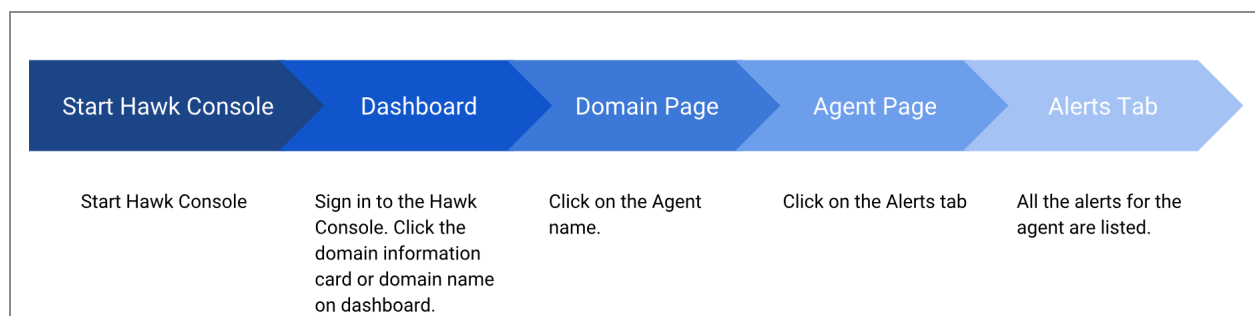 Start Hawk Console
Dashboard
Domain Page
Agent Page
Alerts Tab
Start Hawk Console
Sign in to the Hawk
Console. Click the
domain information
card or domain name
on dashboard.
Click on the Agent
name.
Click on the Alerts tab
All the alerts for the
agent are listed.